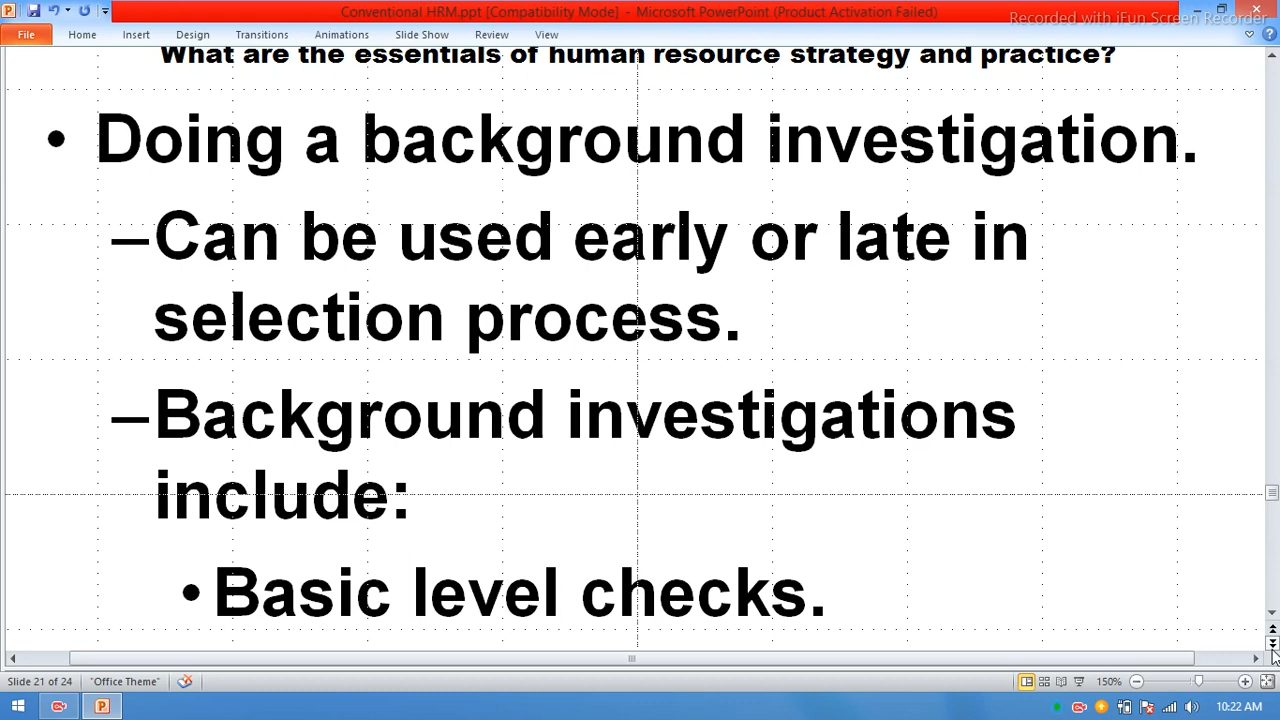 Conventional HRM.ppt [Compatibility Mode] - Microsoft PowerPoint (Product Activation Failed)
Recorded with iFun Screen Recorder
File Home Insert Design Transitions Animations Slide Show Review View
What are the essentials of human resource strategy and practice?
• Doing a background investigation.
–Can be used early or late in
selection process.
–Background investigations
include:
• Basic level checks.
Slide 21 of 24 "Office Theme" 150%
10:22 AM